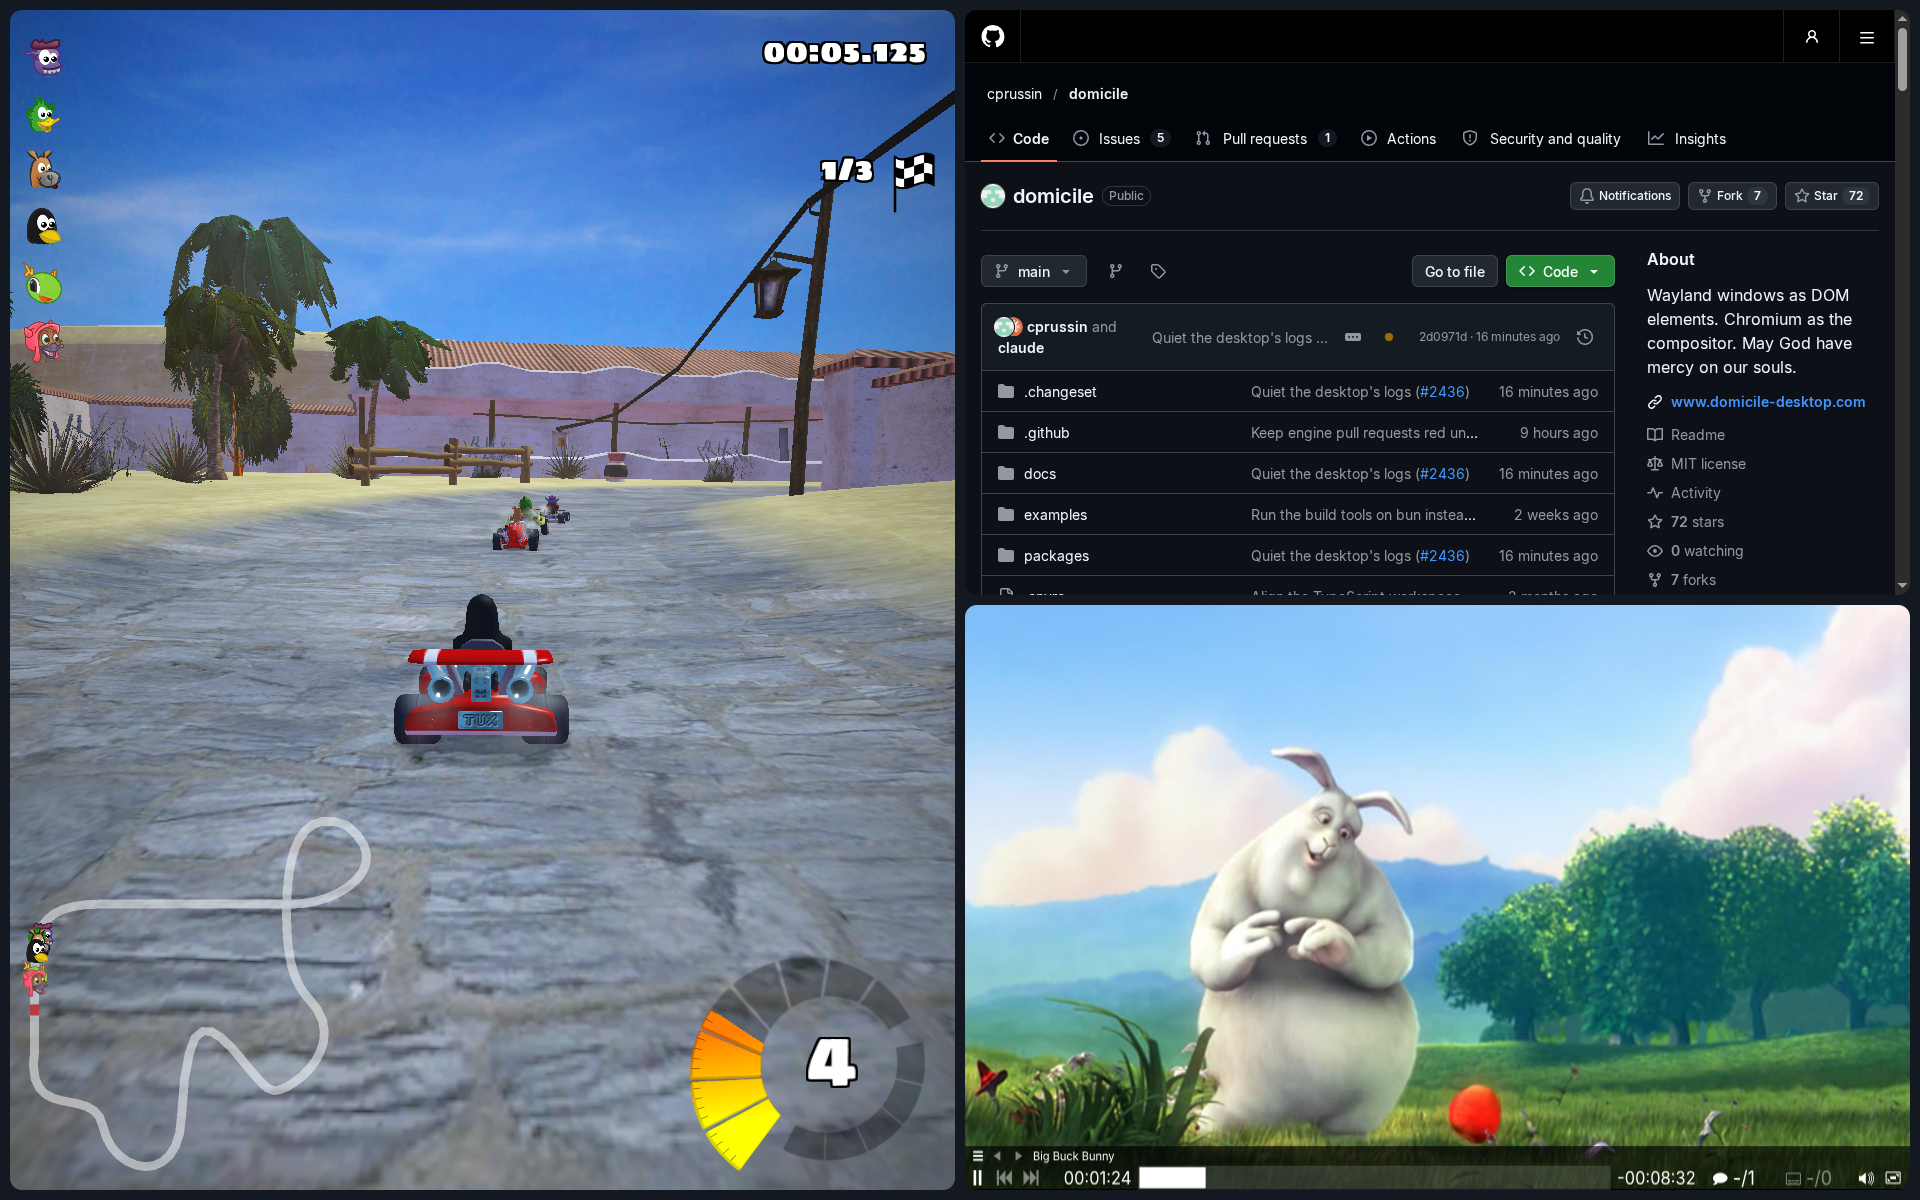 00:05.125
1/3
TUX
4
cprussin / domicile
Code
Issues 5
Pull requests 1
Actions
Security and quality
Insights
domicile Public
Notifications
Fork 7
Star 72
main
Go to file
Code
cprussin and claude
Quiet the desktop's logs ...
2d0971d · 16 minutes ago
.changeset Quiet the desktop's logs (#2436) 16 minutes ago
.github Keep engine pull requests red un... 9 hours ago
docs Quiet the desktop's logs (#2436) 16 minutes ago
examples Run the build tools on bun instea... 2 weeks ago
packages Quiet the desktop's logs (#2436) 16 minutes ago
About
Wayland windows as DOM
elements. Chromium as the
compositor. May God have
mercy on our souls.
www.domicile-desktop.com
Readme
MIT license
Activity
72 stars
0 watching
7 forks
Big Buck Bunny
00:01:24
-00:08:32
-/1
-/0